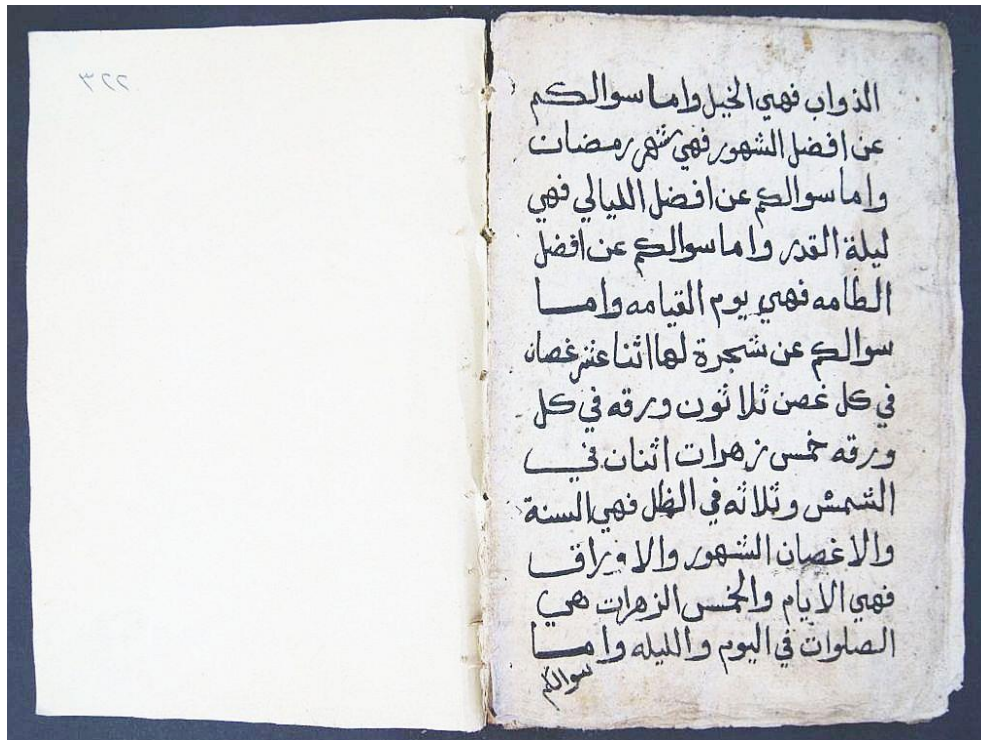 ٣٢٢
الذواب فهي الخيل واما سوالكم
عن افضل الشهور فهي شهر رمضان
واما سوالكم عن افضل الليالي فهي
ليلة القدر واما سوالكم عن افضل
الطامه فهي يوم القيامه واما
سوالكم عن شجرة لها اثنا عشر غصان
في كل غصن ثلاثون ورقه في كل
ورقه خمس زهرات اثنان في
الشمس وثلاثه في الظل فهي السنة
والاغصان الشهور والاوراق
فهي الايام والخمس الزهرات هي
الصلوات في اليوم والليله واما
سوالكم